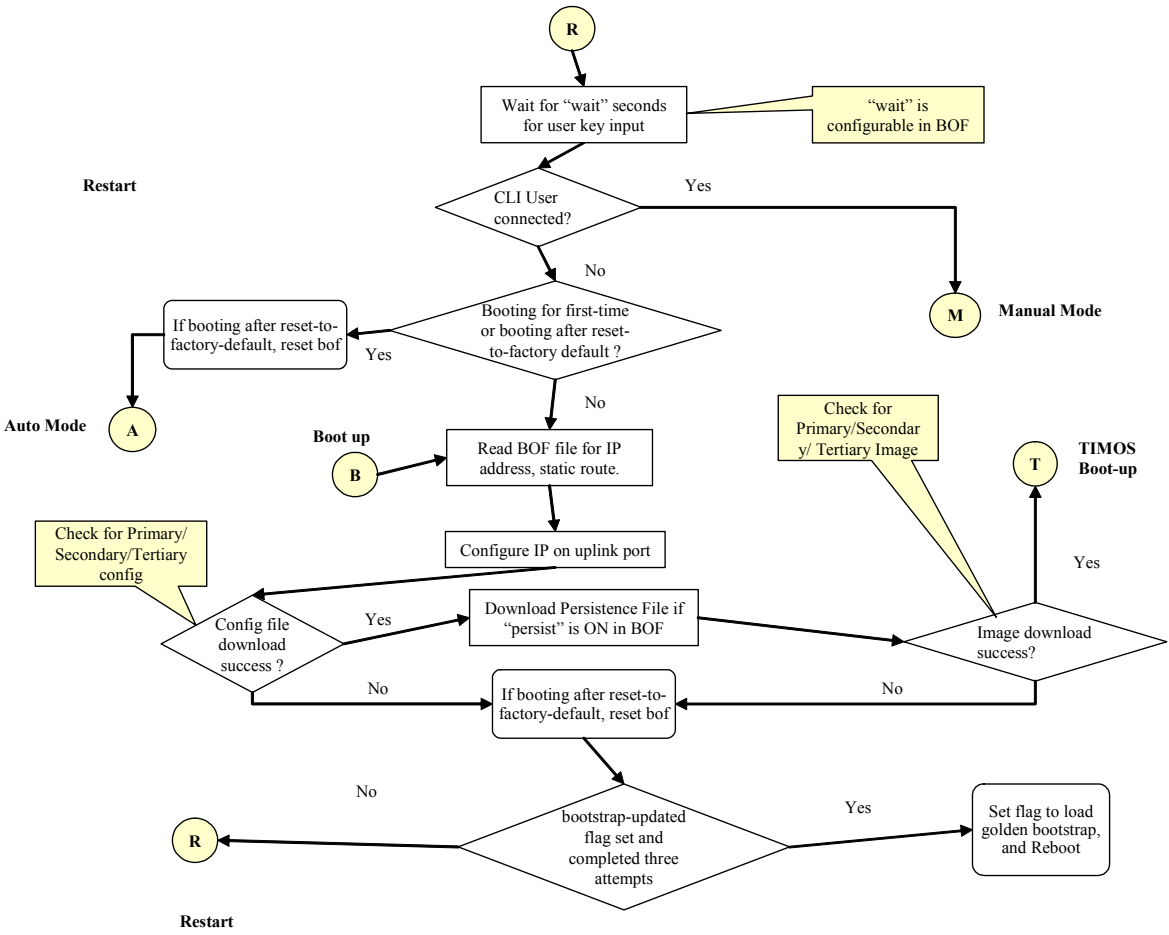 R
Wait for “wait” seconds
for user key input
“wait” is
configurable in BOF
Restart
CLI User
connected?
Yes
No
M
Manual Mode
Booting for first-time
or booting after reset-
to-factory default ?
If booting after reset-to-
factory-default, reset bof
Yes
No
Auto Mode
A
Boot up
B
Read BOF file for IP
address, static route.
Check for
Primary/Secondar
y/ Tertiary Image
T
TIMOS
Boot-up
Check for Primary/
Secondary/Tertiary
config
Configure IP on uplink port
Yes
Config file
download
success ?
Yes
Download Persistence File if
“persist” is ON in BOF
Image download
success?
No
If booting after reset-to-
factory-default, reset bof
No
No
bootstrap-updated
flag set and
completed three
attempts
Yes
Set flag to load
golden bootstrap,
and Reboot
R
Restart